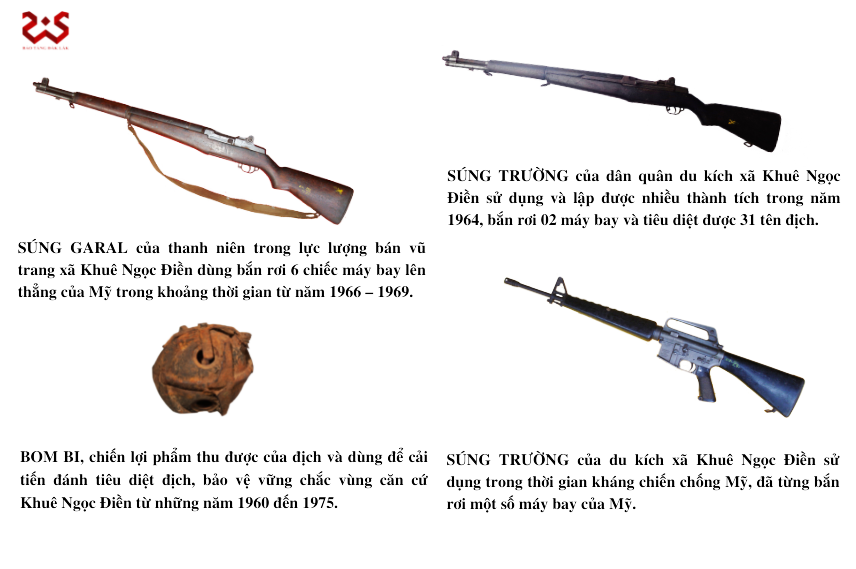 BẢO TÀNG ĐẮK LẮK
SÚNG GARAL của thanh niên trong lực lượng bán vũ
trang xã Khuê Ngọc Điền dùng bắn rơi 6 chiếc máy bay lên
thẳng của Mỹ trong khoảng thời gian từ năm 1966 – 1969.
SÚNG TRƯỜNG của dân quân du kích xã Khuê Ngọc
Điền sử dụng và lập được nhiều thành tích trong năm
1964, bắn rơi 02 máy bay và tiêu diệt được 31 tên địch.
BOM BI, chiến lợi phẩm thu được của địch và dùng để cải
tiến đánh tiêu diệt địch, bảo vệ vững chắc vùng căn cứ
Khuê Ngọc Điền từ những năm 1960 đến 1975.
SÚNG TRƯỜNG của du kích xã Khuê Ngọc Điền sử
dụng trong thời gian kháng chiến chống Mỹ, đã từng bắn
rơi một số máy bay của Mỹ.